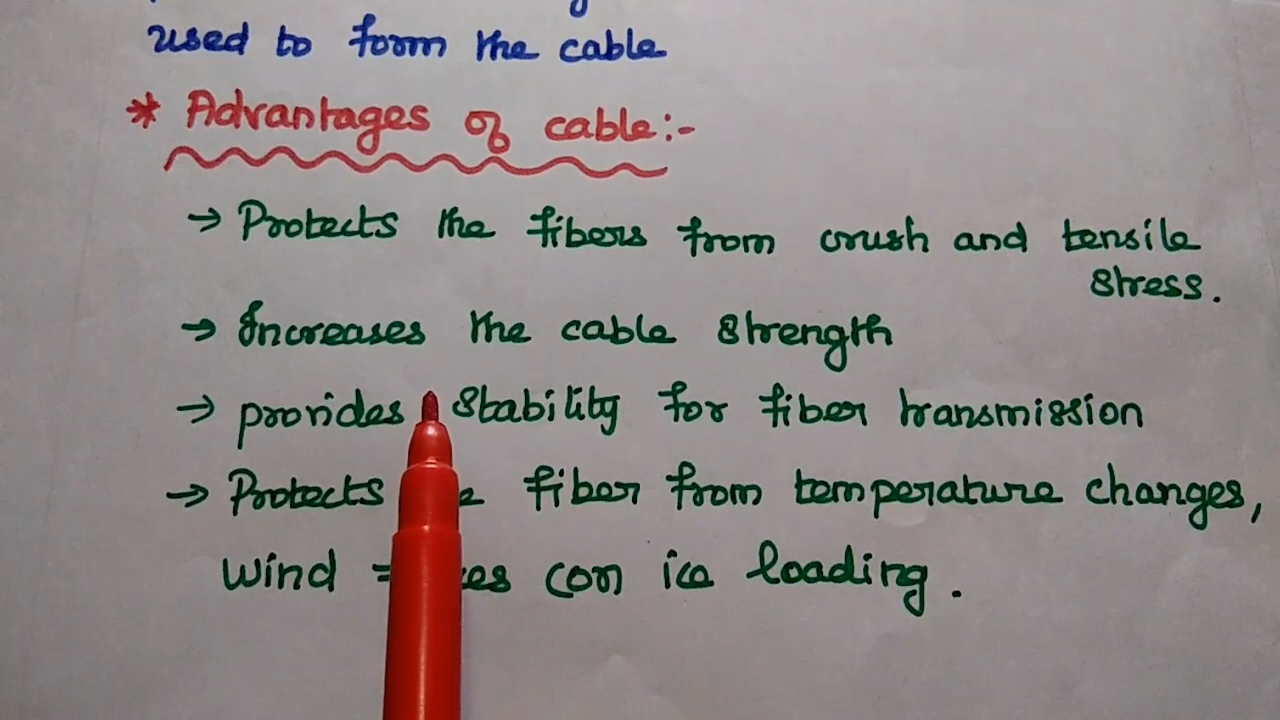 used to form the cable
* Advantages of cable:-
→ Protects the fibers from crush and tensile
stress.
→ Increases the cable strength
→ provides stability for fiber transmission
→ Protects fiber from temperature changes,
wind ice loading.